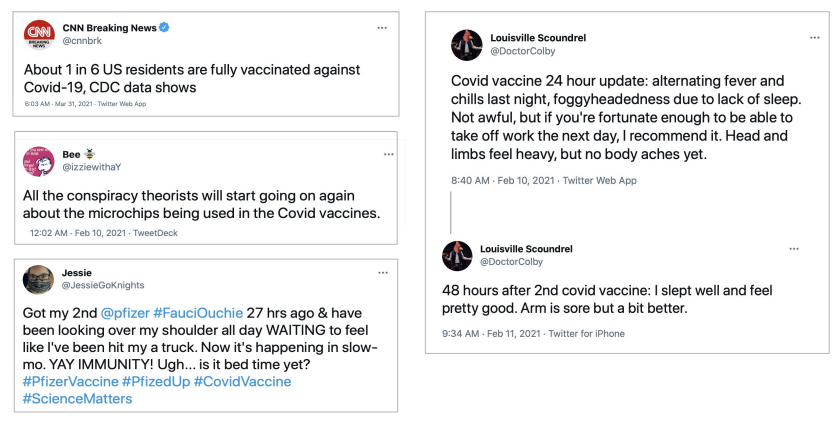 CNN
BREAKING
NEWS
CNN Breaking News
@cnnbrk
About 1 in 6 US residents are fully vaccinated against
Covid-19, CDC data shows
6:03 AM · Mar 31, 2021 · Twitter Web App
Bee 🐝
@izziewithaY
All the conspiracy theorists will start going on again
about the microchips being used in the Covid vaccines.
12:02 AM · Feb 10, 2021 · TweetDeck
Jessie
@JessieGoKnights
Got my 2nd @pfizer #FauciOuchie 27 hrs ago & have
been looking over my shoulder all day WAITING to feel
like I've been hit my a truck. Now it's happening in slow-
mo. YAY IMMUNITY! Ugh... is it bed time yet?
#PfizerVaccine #PfizedUp #CovidVaccine
#ScienceMatters
Louisville Scoundrel
@DoctorColby
Covid vaccine 24 hour update: alternating fever and
chills last night, foggyheadedness due to lack of sleep.
Not awful, but if you're fortunate enough to be able to
take off work the next day, I recommend it. Head and
limbs feel heavy, but no body aches yet.
8:40 AM · Feb 10, 2021 · Twitter Web App
Louisville Scoundrel
@DoctorColby
48 hours after 2nd covid vaccine: I slept well and feel
pretty good. Arm is sore but a bit better.
9:34 AM · Feb 11, 2021 · Twitter for iPhone